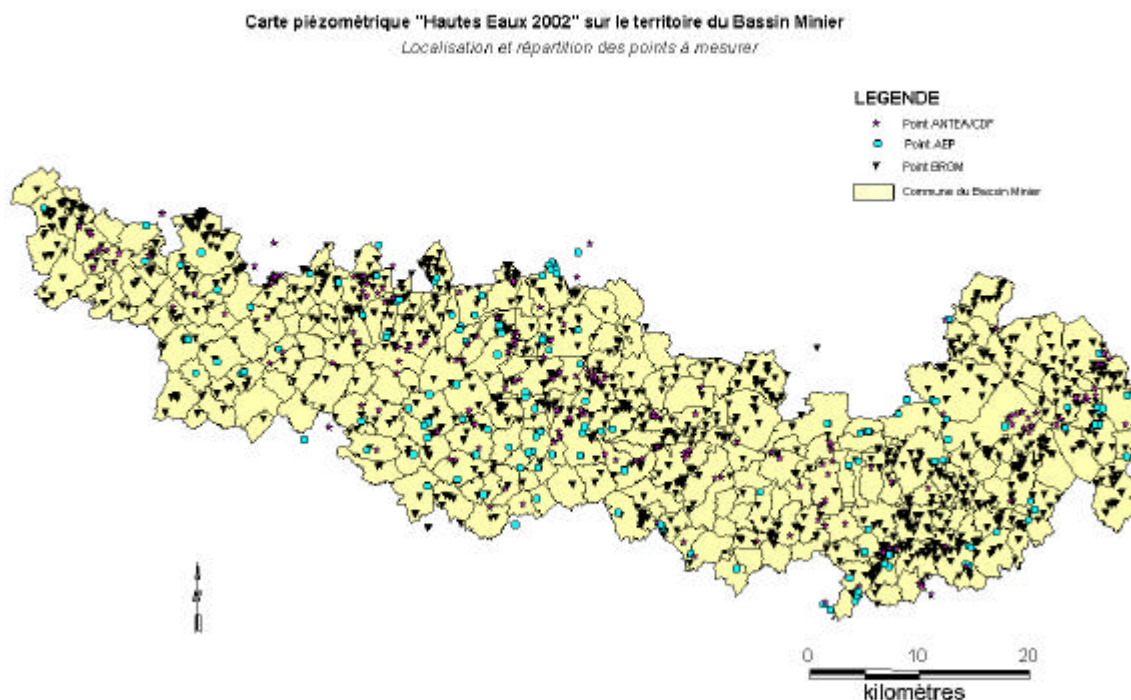 Carte piézométrique "Hautes Eaux 2002" sur le territoire du Bassin Minier
Localisation et répartition des points à mesurer
LEGENDE
Point ANTEA/CDF
Point AEP
Point BRGM
Commune du Bassin Minier
0 10 20
kilomètres